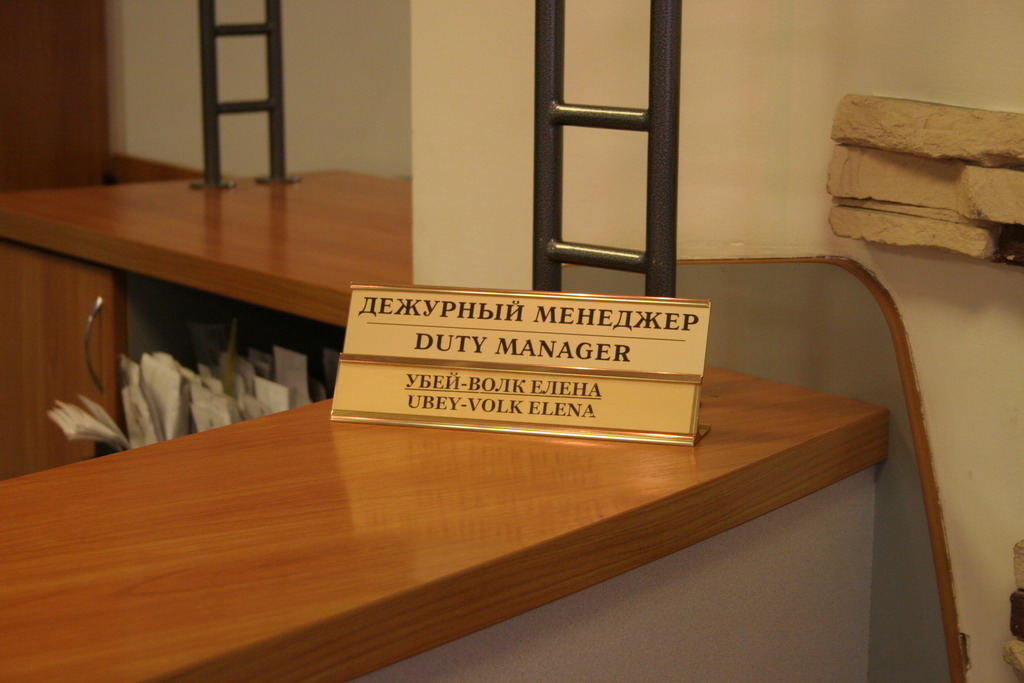 ДЕЖУРНЫЙ МЕНЕДЖЕР
DUTY MANAGER
УБЕЙ-ВОЛК ЕЛЕНА
UBEY-VOLK ELENA